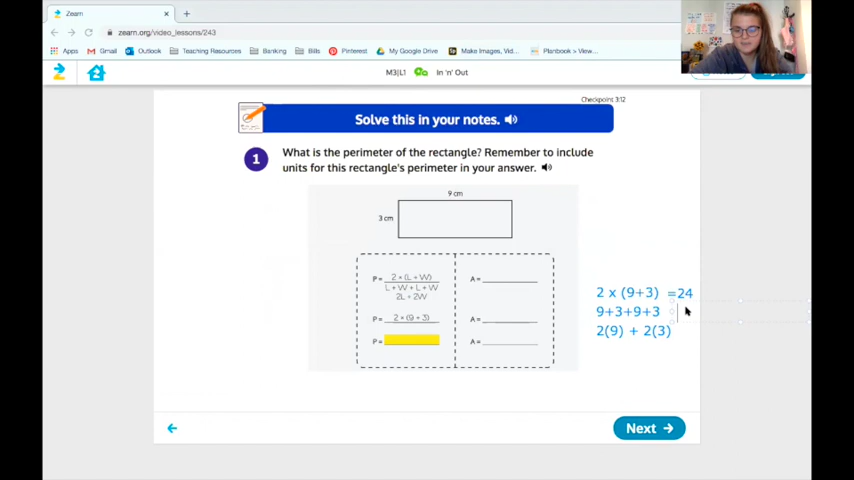 Zearn
zearn.org/video_lessons/243
Apps
Gmail
Outlook
Teaching Resources
Banking
Bills
Pinterest
My Google Drive
Make Images, Vid...
Planbook > View...
M3|L1
In 'n' Out
Checkpoint 3:12
Solve this in your notes.
1
What is the perimeter of the rectangle? Remember to include
units for this rectangle's perimeter in your answer.
9 cm
3 cm
P= 2 × (L + W)
L + W + L + W
2L + 2W
P= 2 × (9 + 3)
P=
A=
A=
A=
2 x (9+3) =24
9+3+9+3
2(9) + 2(3)
Next